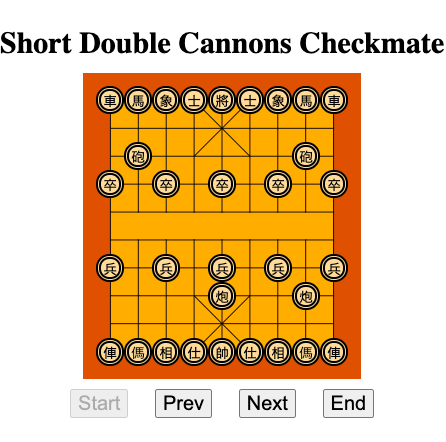 Short Double Cannons Checkmate
車馬象士將士象馬車
砲砲
卒卒卒卒卒
兵兵兵兵兵
炮炮
俥傌相仕帥仕相傌俥
Start Prev Next End